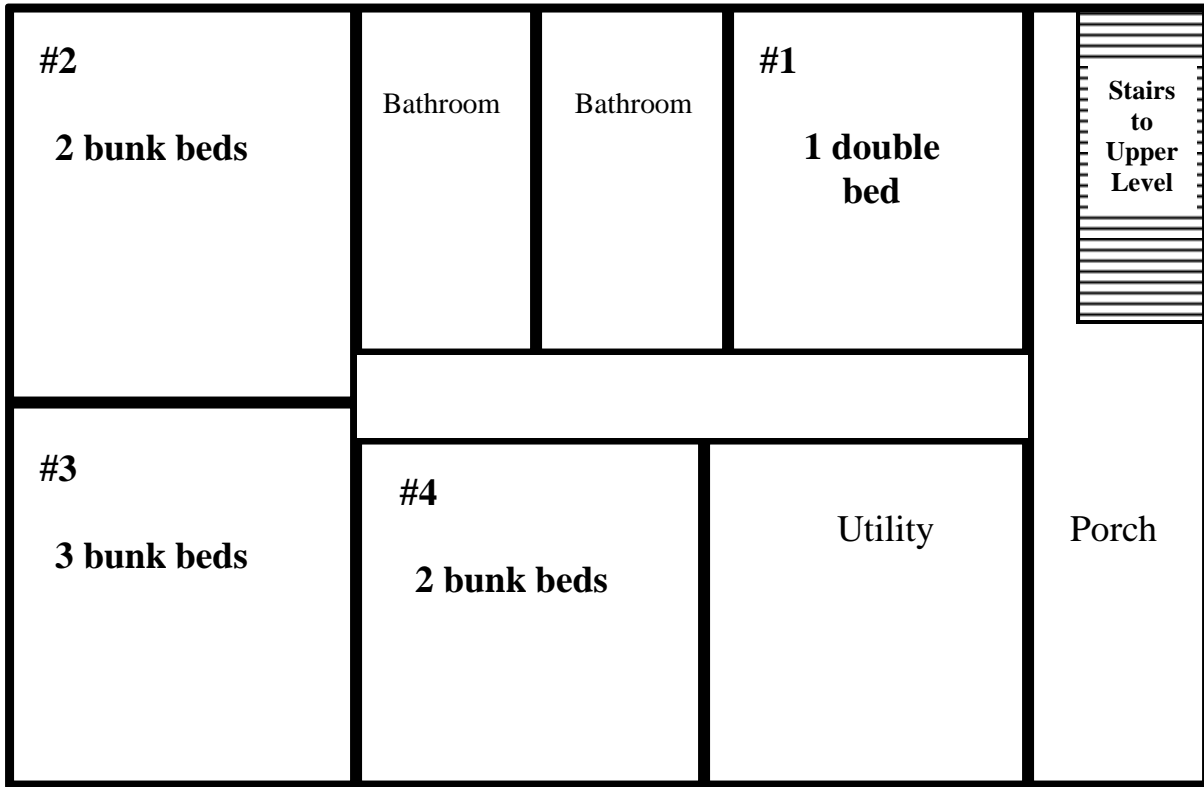 #2
2 bunk beds
Bathroom
Bathroom
#1
1 double
bed
Stairs
to
Upper
Level
#3
3 bunk beds
#4
2 bunk beds
Utility
Porch